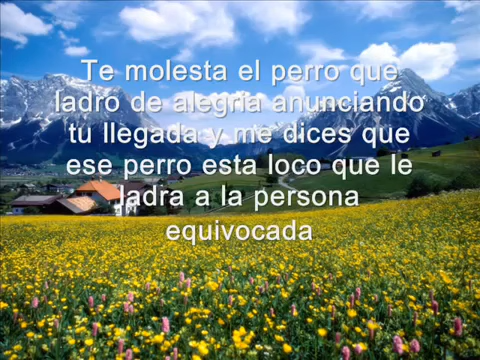 Te molesta el perro que
ladro de alegria anunciando
tu llegada y me dices que
ese perro esta loco que le
ladra a la persona
equivocada